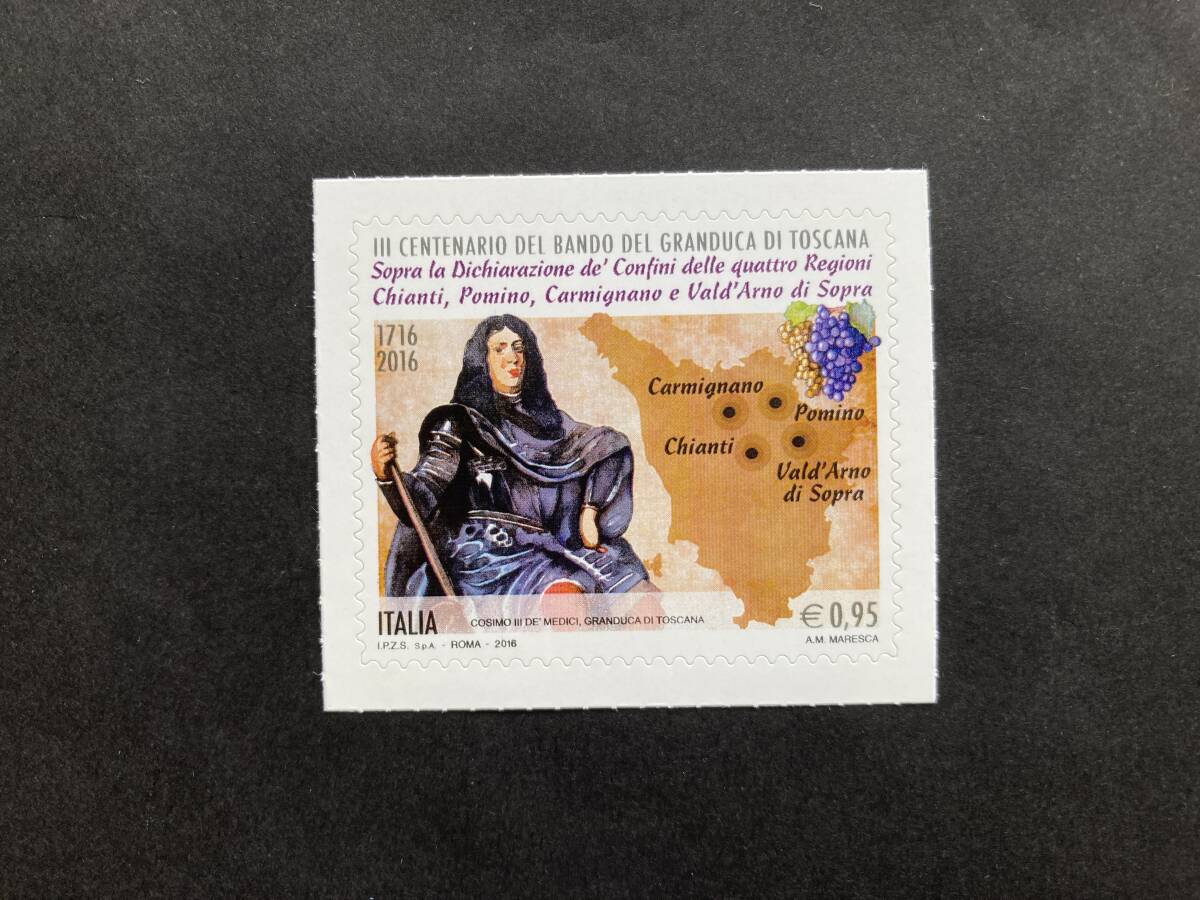 III CENTENARIO DEL BANDO DEL GRANDUCA DI TOSCANA
Sopra la Dichiarazione de' Confini delle quattro Regioni
Chianti, Pomino, Carmignano e Vald'Arno di Sopra
1716
2016
Carmignano
Pomino
Chianti
Vald'Arno
di Sopra
ITALIA
COSIMO III DE' MEDICI, GRANDUCA DI TOSCANA
€ 0,95
I.P.Z.S. S.p.A. - ROMA - 2016
A.M. MARESCA